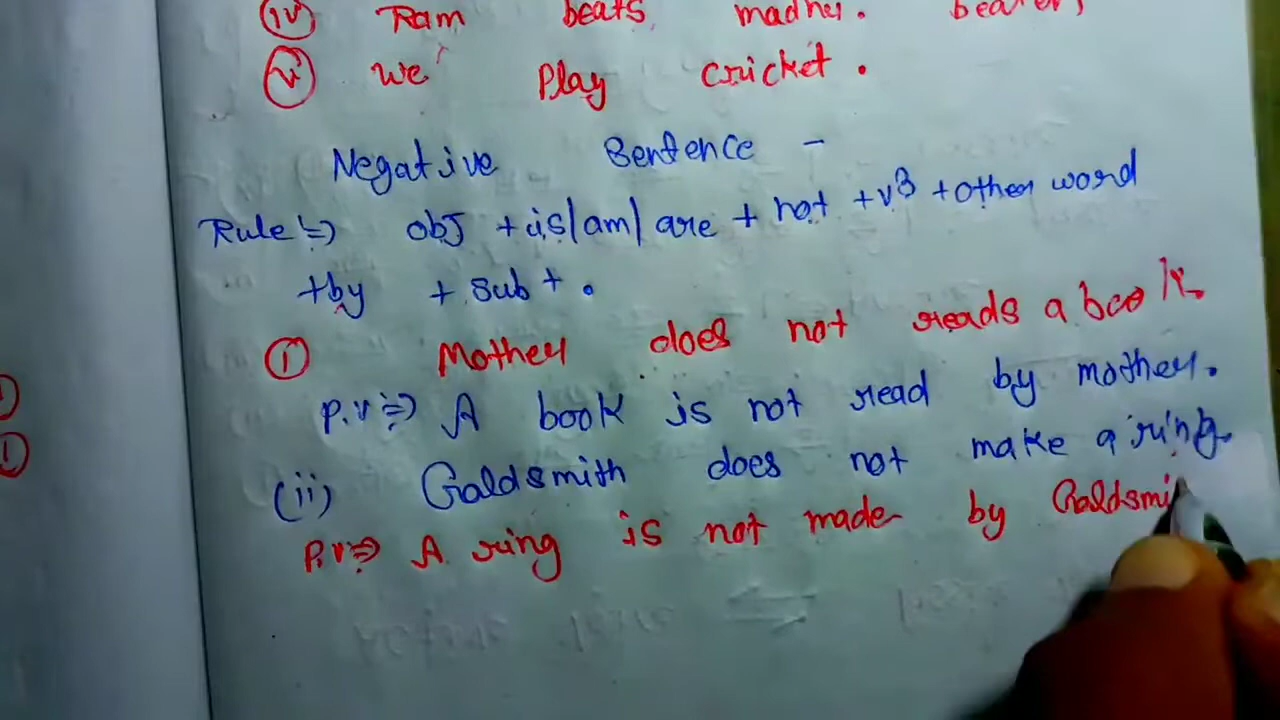 (iv) Ram beats madhu.
(v) We Play cricket.
Negative Sentence -
Rule => obj + is/am/are + not + v3 + other word
+by + sub + .
(i) Mother does not reads a book.
P.V => A book is not read by mother.
(ii) Goldsmith does not make a ring.
P.V => A ring is not made by Goldsmi